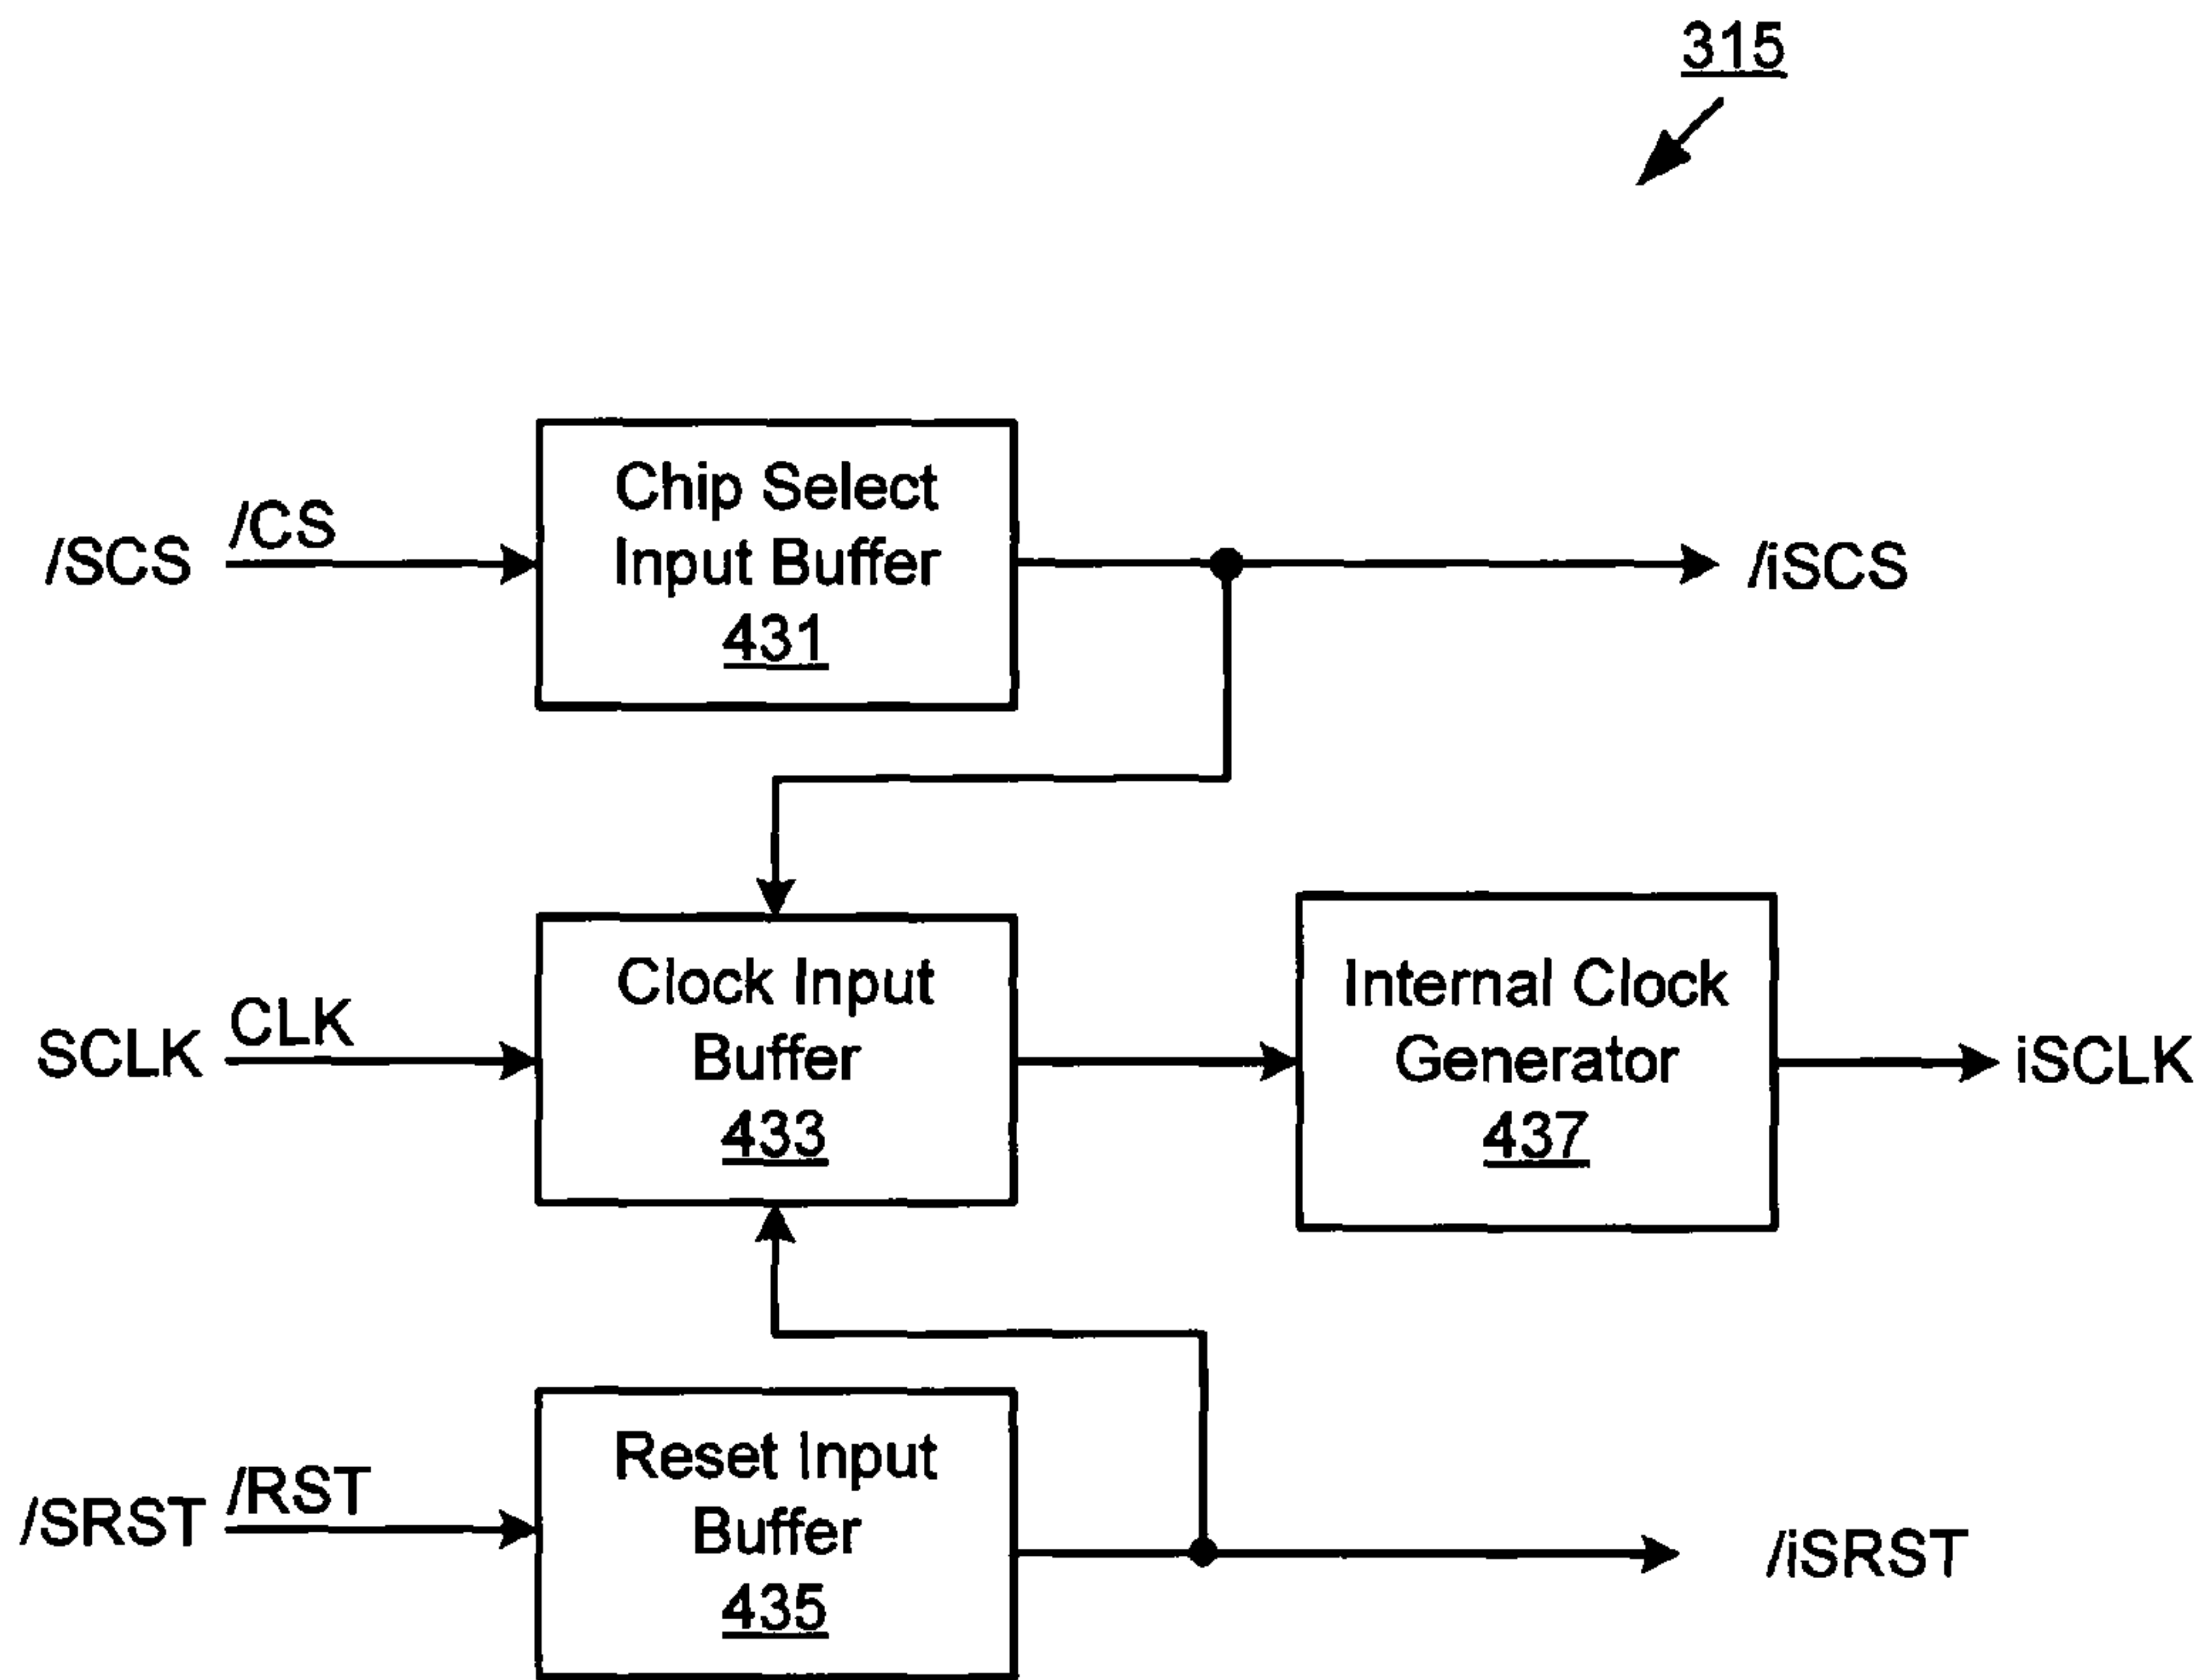 315
Chip Select
Input Buffer
431
/SCS
/CS
/iSCS
Clock Input
Buffer
433
SCLK
CLK
Internal Clock
Generator
437
iSCLK
Reset Input
Buffer
435
/SRST
/RST
/iSRST